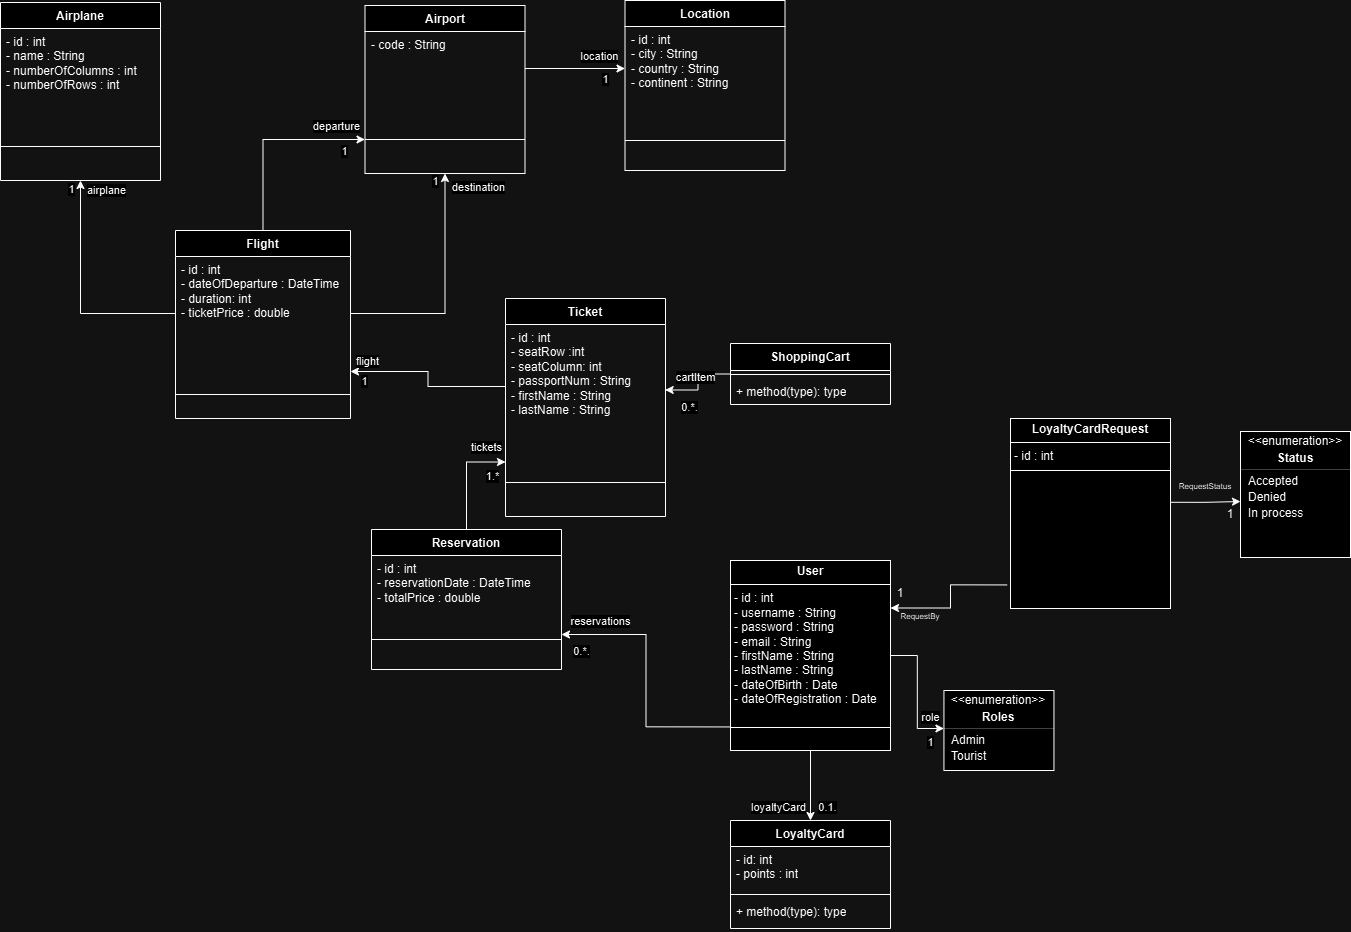 Airplane
- id : int
- name : String
- numberOfColumns : int
- numberOfRows : int
Airport
- code : String
Location
- id : int
- city : String
- country : String
- continent : String
location
1
departure
1
1
destination
1
airplane
Flight
- id : int
- dateOfDeparture : DateTime
- duration: int
- ticketPrice : double
flight
1
Ticket
- id : int
- seatRow :int
- seatColumn: int
- passportNum : String
- firstName : String
- lastName : String
cartItem
0.*.
ShoppingCart
+ method(type): type
tickets
1.*
Reservation
- id : int
- reservationDate : DateTime
- totalPrice : double
reservations
0.*.
LoyaltyCardRequest
- id : int
RequestStatus
1
<<enumeration>>
Status
Accepted
Denied
In process
1
RequestBy
User
- id : int
- username : String
- password : String
- email : String
- firstName : String
- lastName : String
- dateOfBirth : Date
- dateOfRegistration : Date
role
1
<<enumeration>>
Roles
Admin
Tourist
loyaltyCard
0.1.
LoyaltyCard
- id: int
- points : int
+ method(type): type